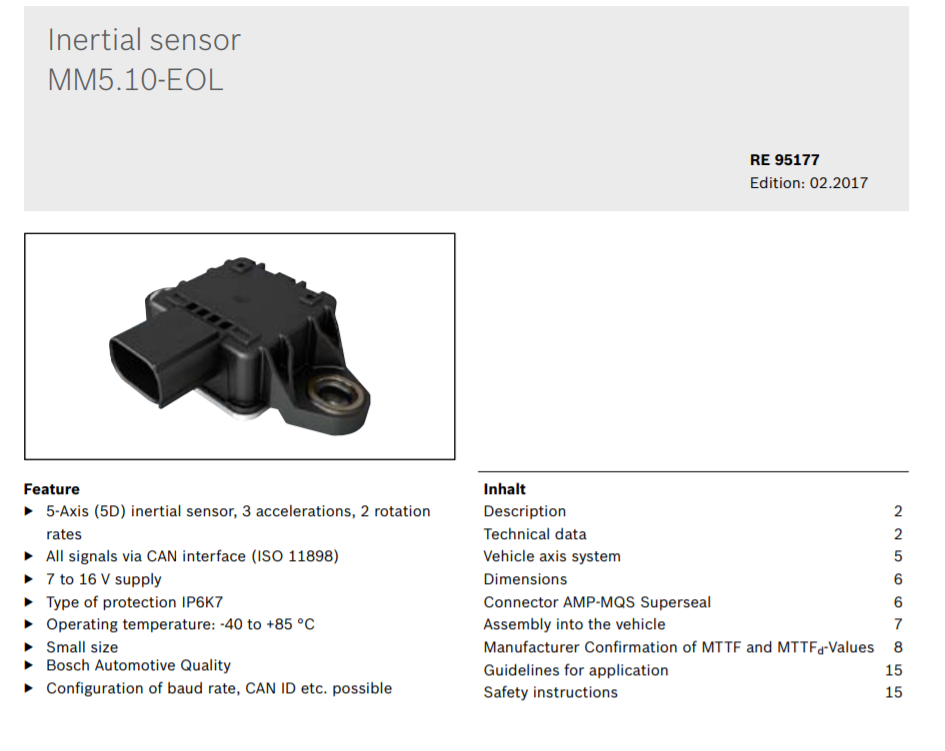 Inertial sensor
MM5.10-EOL
RE 95177
Edition: 02.2017
Feature
► 5-Axis (5D) inertial sensor, 3 accelerations, 2 rotation
rates
► All signals via CAN interface (ISO 11898)
► 7 to 16 V supply
► Type of protection IP6K7
► Operating temperature: -40 to +85 °C
► Small size
► Bosch Automotive Quality
► Configuration of baud rate, CAN ID etc. possible
Inhalt
Description 2
Technical data 2
Vehicle axis system 5
Dimensions 6
Connector AMP-MQS Superseal 6
Assembly into the vehicle 7
Manufacturer Confirmation of MTTF and MTTFd-Values 8
Guidelines for application 15
Safety instructions 15